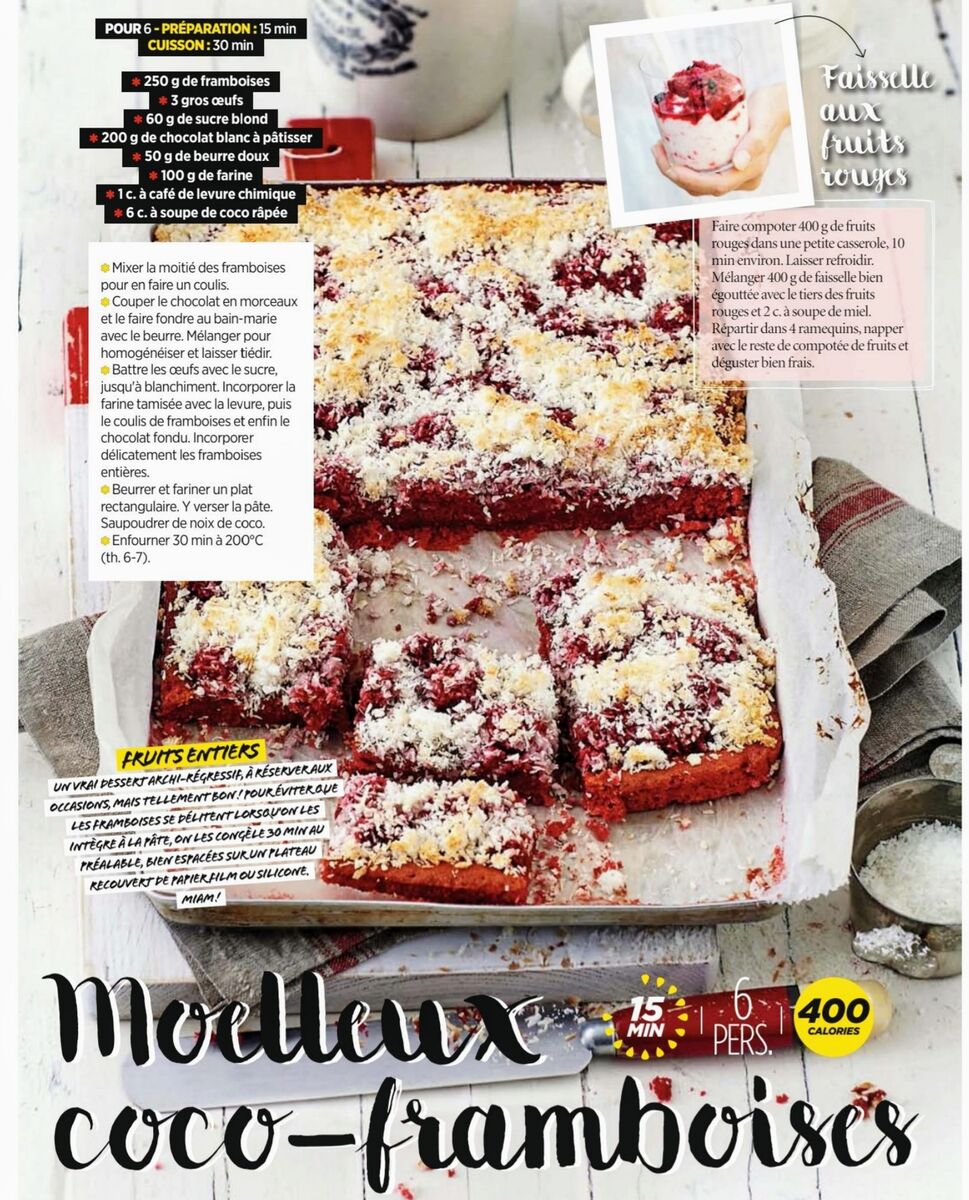 POUR 6 - PRÉPARATION : 15 min
CUISSON : 30 min
* 250 g de framboises
* 3 gros œufs
* 60 g de sucre blond
* 200 g de chocolat blanc à pâtisser
* 50 g de beurre doux
* 100 g de farine
* 1 c. à café de levure chimique
* 6 c. à soupe de coco râpée
Mixer la moitié des framboises
pour en faire un coulis.
Couper le chocolat en morceaux
et le faire fondre au bain-marie
avec le beurre. Mélanger pour
homogénéiser et laisser tiédir.
Battre les œufs avec le sucre,
jusqu'à blanchiment. Incorporer la
farine tamisée avec la levure, puis
le coulis de framboises et enfin le
chocolat fondu. Incorporer
délicatement les framboises
entières.
Beurrer et fariner un plat
rectangulaire. Y verser la pâte.
Saupoudrer de noix de coco.
Enfourner 30 min à 200°C
(th. 6-7).
Faisselle
aux
fruits
rouges
Faire compoter 400 g de fruits
rouges dans une petite casserole, 10
min environ. Laisser refroidir.
Mélanger 400 g de faisselle bien
égouttée avec le tiers des fruits
rouges et 2 c. à soupe de miel.
Répartir dans 4 ramequins, napper
avec le reste de compotée de fruits et
déguster bien frais.
FRUITS ENTIERS
UN VRAI DESSERT ARCHI-RÉGRESSIF, À RÉSERVER AUX
OCCASIONS, MAIS TELLEMENT BON ! POUR ÉVITER QUE
LES FRAMBOISES SE DÉLITENT LORSQU'ON LES
INTÈGRE À LA PÂTE, ON LES CONGÈLE 30 MIN AU
PRÉALABLE, BIEN ESPACÉES SUR UN PLATEAU
RECOUVERT DE PAPIER FILM OU SILICONE.
MIAM !
Moelleux
coco-framboises
15
MIN
6
PERS.
400
CALORIES